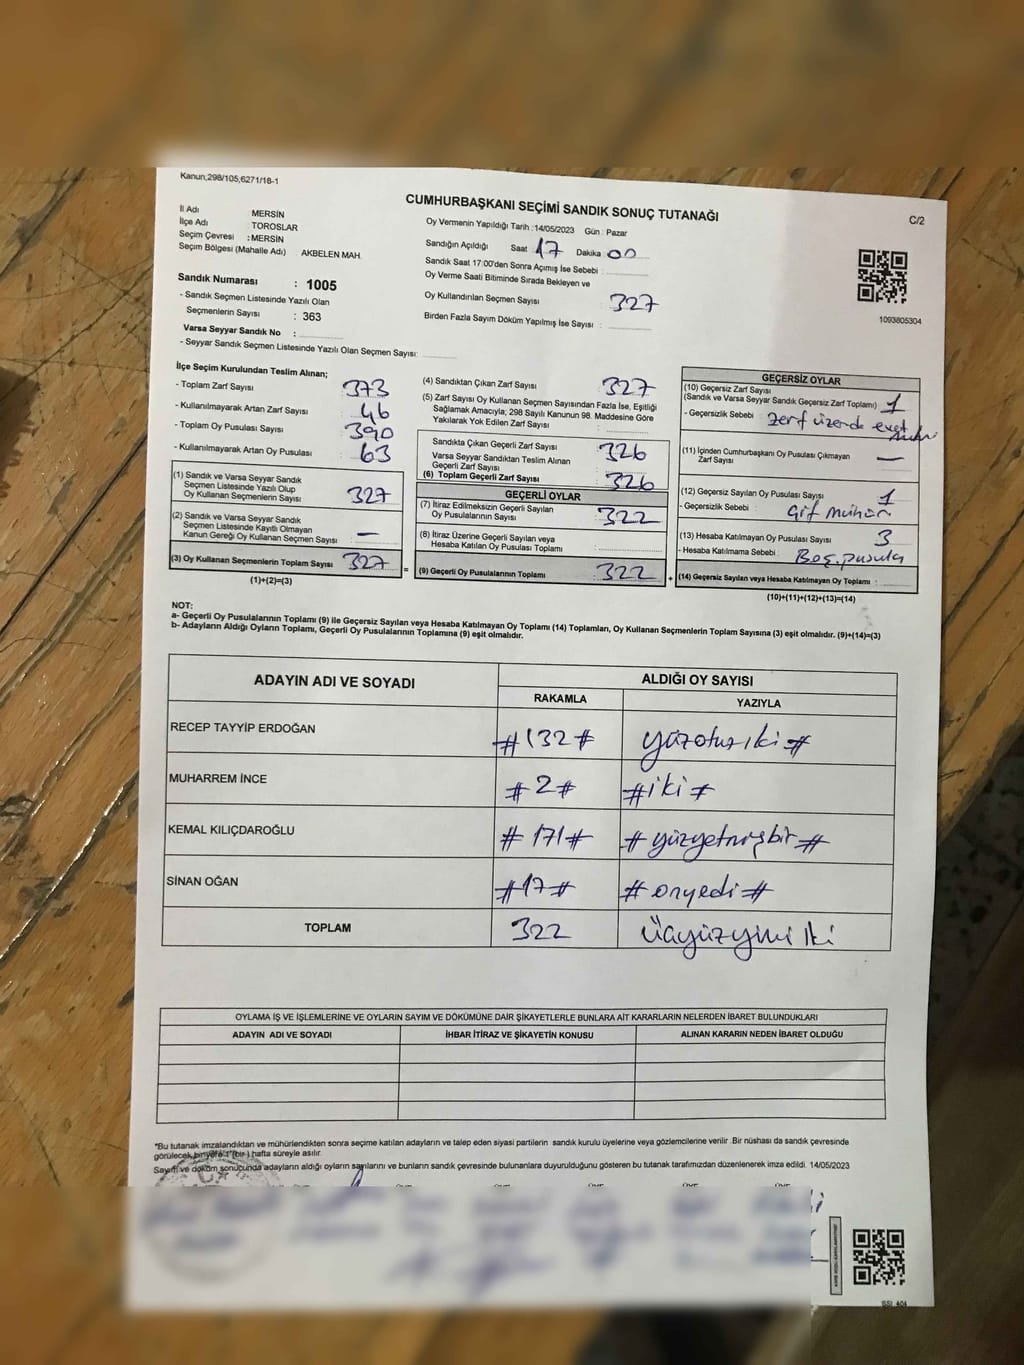 Kanun,298/105,6271/18-1
CUMHURBAŞKANI SEÇİMİ SANDIK SONUÇ TUTANAĞI
C/2
İl Adı : MERSİN
İlçe Adı : TOROSLAR
Seçim Çevresi : MERSİN
Seçim Bölgesi (Mahalle Adı) : AKBELEN MAH.
Sandık Numarası : 1005
- Sandık Seçmen Listesinde Yazılı Olan
Seçmenlerin Sayısı : 363
Varsa Seyyar Sandık No :
- Seyyar Sandık Seçmen Listesinde Yazılı Olan Seçmen Sayısı:
Oy Vermenin Yapıldığı Tarih :14/05/2023 Gün : Pazar
Sandığın Açıldığı Saat 17 Dakika 00
Sandık Saat 17:00'den Sonra Açılmış İse Sebebi :
Oy Verme Saati Bitiminde Sırada Bekleyen ve
Oy Kullandırılan Seçmen Sayısı : 327
Birden Fazla Sayım Döküm Yapılmış İse Sayısı :
1093805304
İlçe Seçim Kurulundan Teslim Alınan;
- Toplam Zarf Sayısı 373
- Kullanılmayarak Artan Zarf Sayısı : 46
- Toplam Oy Pusulası Sayısı : 390
- Kullanılmayarak Artan Oy Pusulası : 63
(1) Sandık ve Varsa Seyyar Sandık
Seçmen Listesinde Yazılı Olup
Oy Kullanan Seçmenlerin Sayısı : 327
(2) Sandık ve Varsa Seyyar Sandık
Seçmen Listesinde Kayıtlı Olmayan
Kanun Gereği Oy Kullanan Seçmen Sayısı : —
(3) Oy Kullanan Seçmenlerin Toplam Sayısı : 327
(1)+(2)=(3)
(4) Sandıktan Çıkan Zarf Sayısı : 327
(5) Zarf Sayısı Oy Kullanan Seçmen Sayısından Fazla İse, Eşitliği
Sağlamak Amacıyla; 298 Sayılı Kanunun 98. Maddesine Göre
Yakılarak Yok Edilen Zarf Sayısı :
Sandıkta Çıkan Geçerli Zarf Sayısı : 326
Varsa Seyyar Sandıktan Teslim Alınan
Geçerli Zarf Sayısı :
(6) Toplam Geçerli Zarf Sayısı : 326
GEÇERLİ OYLAR
(7) İtiraz Edilmeksizin Geçerli Sayılan
Oy Pusulalarının Sayısı : 322
(8) İtiraz Üzerine Geçerli Sayılan veya
Hesaba Katılan Oy Pusulası Toplamı :
= (9) Geçerli Oy Pusulalarının Toplamı : 322
GEÇERSİZ OYLAR
(10) Geçersiz Zarf Sayısı
(Sandık ve Varsa Seyyar Sandık Geçersiz Zarf Toplamı) : 1
- Geçersizlik Sebebi : zarf üzerde evet
(11) İçinden Cumhurbaşkanı Oy Pusulası Çıkmayan
Zarf Sayısı : —
(12) Geçersiz Sayılan Oy Pusulası Sayısı : 1
- Geçersizlik Sebebi : Çift mühür
(13) Hesaba Katılmayan Oy Pusulası Sayısı : 3
- Hesaba Katılmama Sebebi : Boş pusula
+ (14) Geçersiz Sayılan veya Hesaba Katılmayan Oy Toplamı :
(10)+(11)+(12)+(13)=(14)
NOT:
a- Geçerli Oy Pusulalarının Toplamı (9) ile Geçersiz Sayılan veya Hesaba Katılmayan Oy Toplamı (14) Toplamları, Oy Kullanan Seçmenlerin Toplam Sayısına (3) eşit olmalıdır. (9)+(14)=(3)
b- Adayların Aldığı Oyların Toplamı, Geçerli Oy Pusulalarının Toplamına (9) eşit olmalıdır.
ADAYIN ADI VE SOYADI
ALDIĞI OY SAYISI
RAKAMLA YAZIYLA
RECEP TAYYİP ERDOĞAN #132# yüzotuziki#
MUHARREM İNCE #2# #iki#
KEMAL KILIÇDAROĞLU #171# #yüzyetmişbir#
SİNAN OĞAN #17# #onyedi#
TOPLAM 322 Üçyüzyirmi iki
OYLAMA İŞ VE İŞLEMLERİNE VE OYLARIN SAYIM VE DÖKÜMÜNE DAİR ŞİKAYETLERLE BUNLARA AİT KARARLARIN NELERDEN İBARET BULUNDUKLARI
ADAYIN ADI VE SOYADI İHBAR İTİRAZ VE ŞİKAYETİN KONUSU ALINAN KARARIN NEDEN İBARET OLDUĞU
*Bu tutanak imzalandıktan ve mühürlendikten sonra seçime katılan adayların ve talep eden siyasi partilerin sandık kurulu üyelerine veya gözlemcilerine verilir. Bir nüshası da sandık çevresinde
görülecek bir yere 1 (bir) hafta süreyle asılır.
Sayım ve döküm sonucunda adayların aldığı oyların sayılarını ve bunların sandık çevresinde bulunanlara duyurulduğunu gösteren bu tutanak tarafımızdan düzenlenerek imza edildi. 14/05/2023